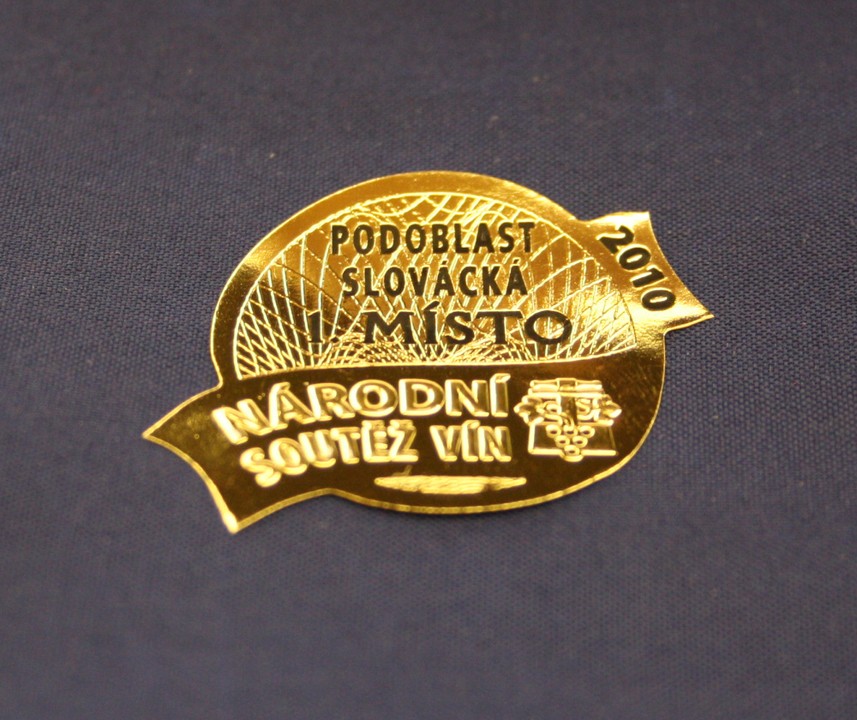 PODOBLAST
SLOVÁCKÁ
1. MÍSTO
2010
NÁRODNÍ
SOUTĚŽ VÍN